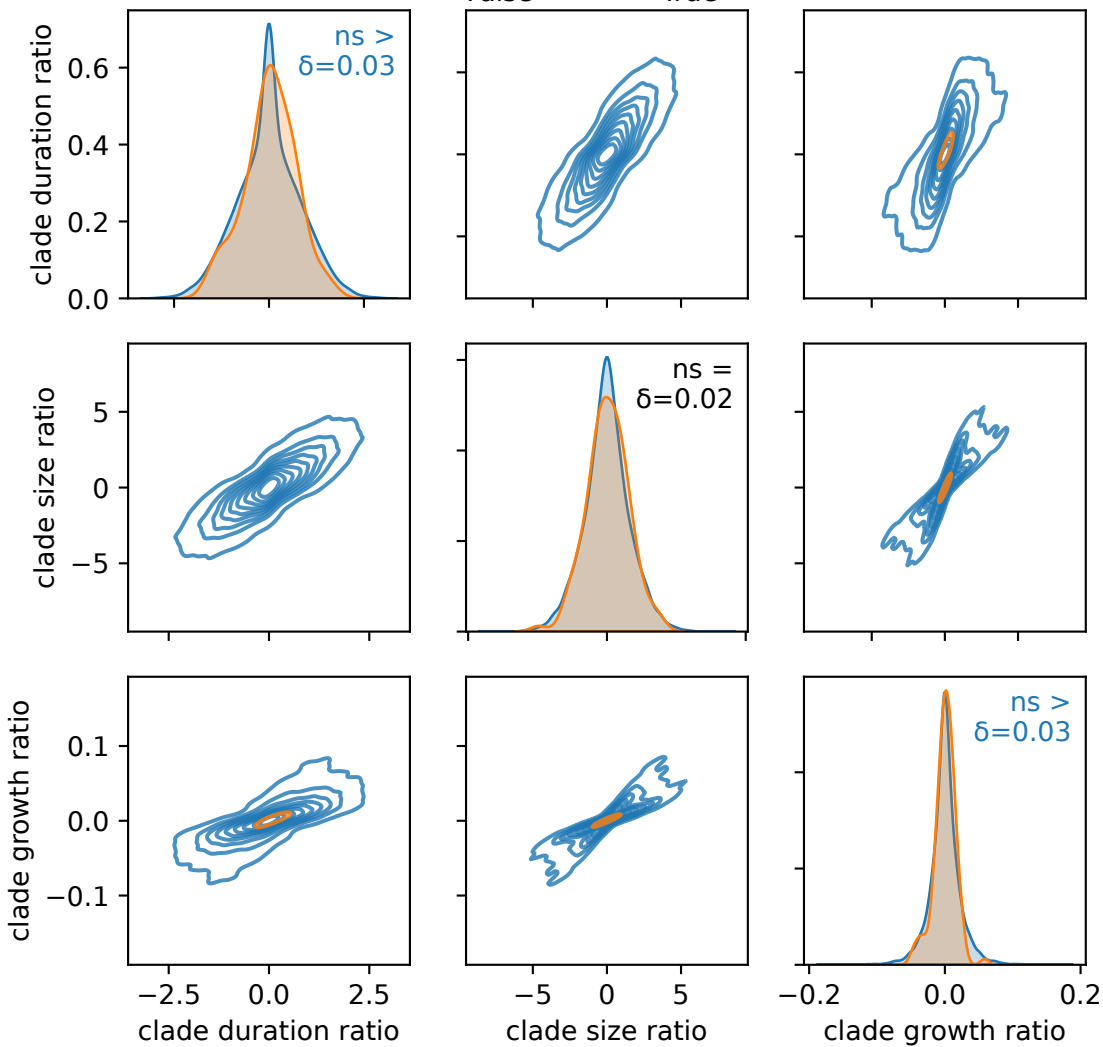 True
clade duration ratio
0.6
0.4
0.2
0.0
ns >
δ=0.03
clade size ratio
5
0
−5
ns =
δ=0.02
clade growth ratio
0.1
0.0
−0.1
ns >
δ=0.03
−2.5 0.0 2.5
−5 0 5
−0.2 0.0 0.2
clade duration ratio
clade size ratio
clade growth ratio